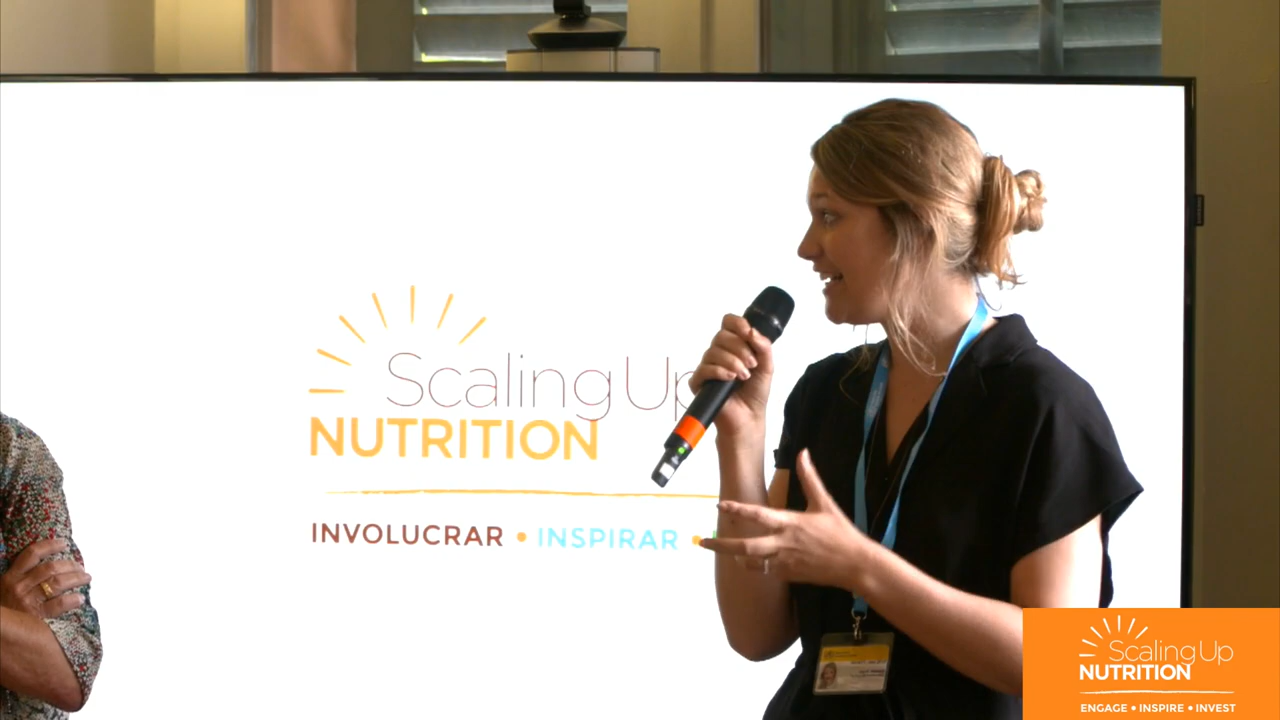 Scaling Up
NUTRITION
INVOLUCRAR • INSPIRAR •
Scaling Up
NUTRITION
ENGAGE • INSPIRE • INVEST